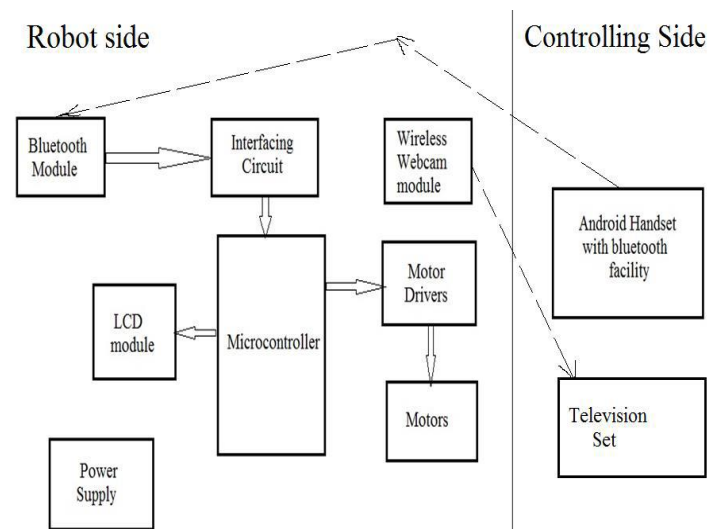 Robot side
Controlling Side
Bluetooth
Module
Interfacing
Circuit
Wireless
Webcam
module
Android Handset
with bluetooth
facility
Motor
Drivers
LCD
module
Microcontroller
Motors
Television
Set
Power
Supply